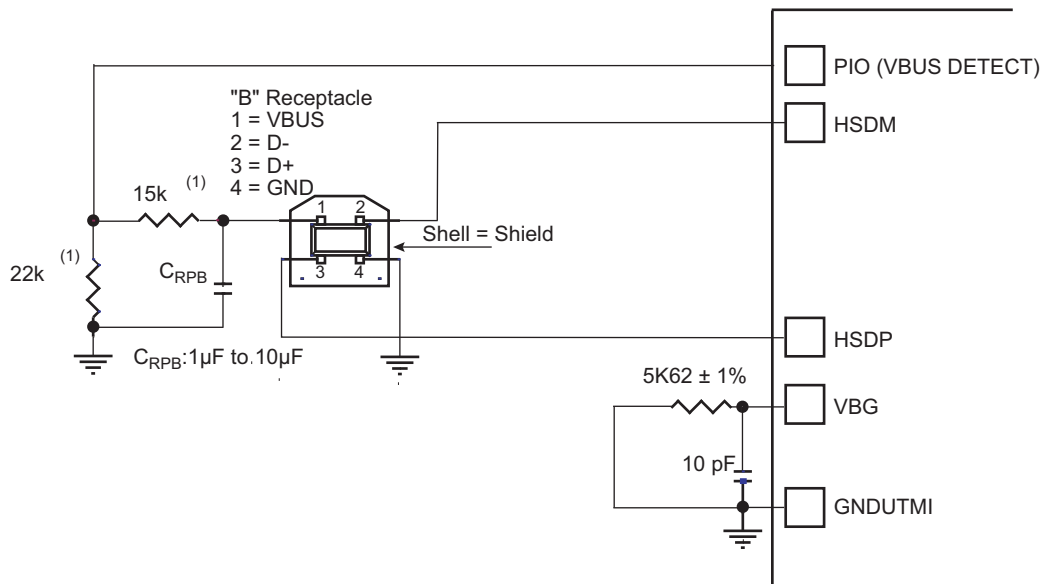 PIO (VBUS DETECT)
HSDM
"B" Receptacle
1 = VBUS
2 = D-
3 = D+
4 = GND
15k (1)
1 2
Shell = Shield
22k (1)
CRPB
3 4
CRPB:1µF to 10µF
HSDP
5K62 ± 1%
VBG
10 pF
GNDUTMI